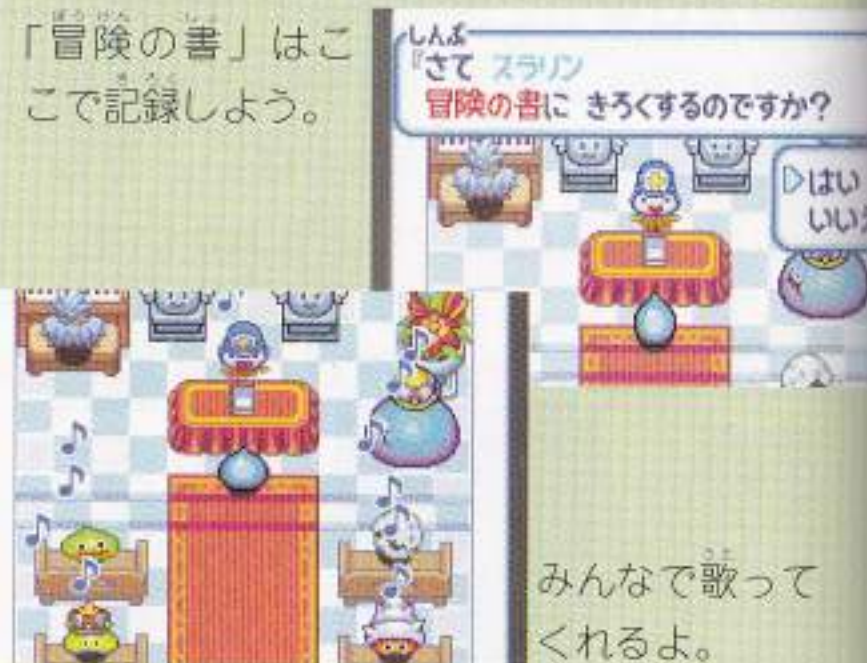 「冒険の書」はこ
こで記録しよう。
しんぷ
『さて スラリン
冒険の書に きろくするのですか?
▷はい
いい
みんなで歌って
くれるよ。